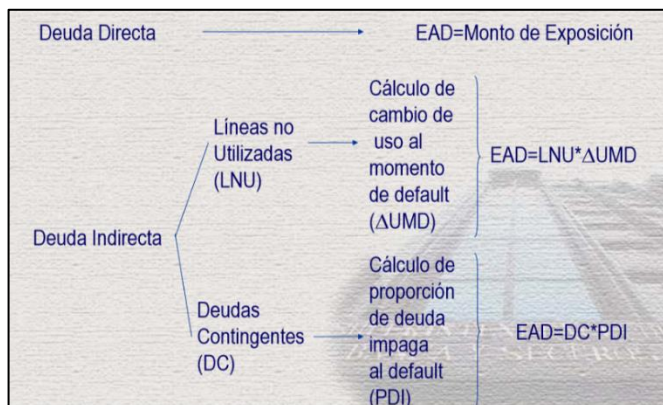 Deuda Directa
EAD=Monto de Exposición
Cálculo de
cambio de
uso al
momento
de default
(ΔUMD)
Líneas no
Utilizadas
(LNU)
EAD=LNU*ΔUMD
Deuda Indirecta
Deudas
Contingentes
(DC)
Cálculo de
proporción
de deuda
impaga
al default
(PDI)
EAD=DC*PDI